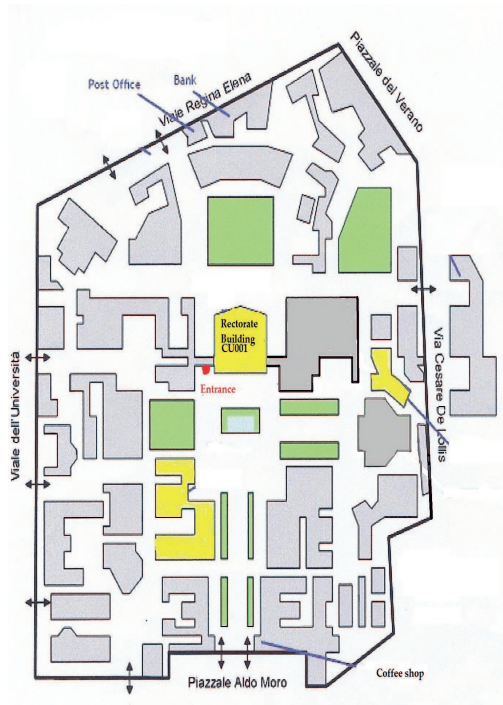 Piazzale del Verano
Bank
Post Office
Viale Regina Elena
Rectorate
Building
CU001
Entrance
Via Cesare De Lollis
Viale dell'Università
Coffee shop
Piazzale Aldo Moro